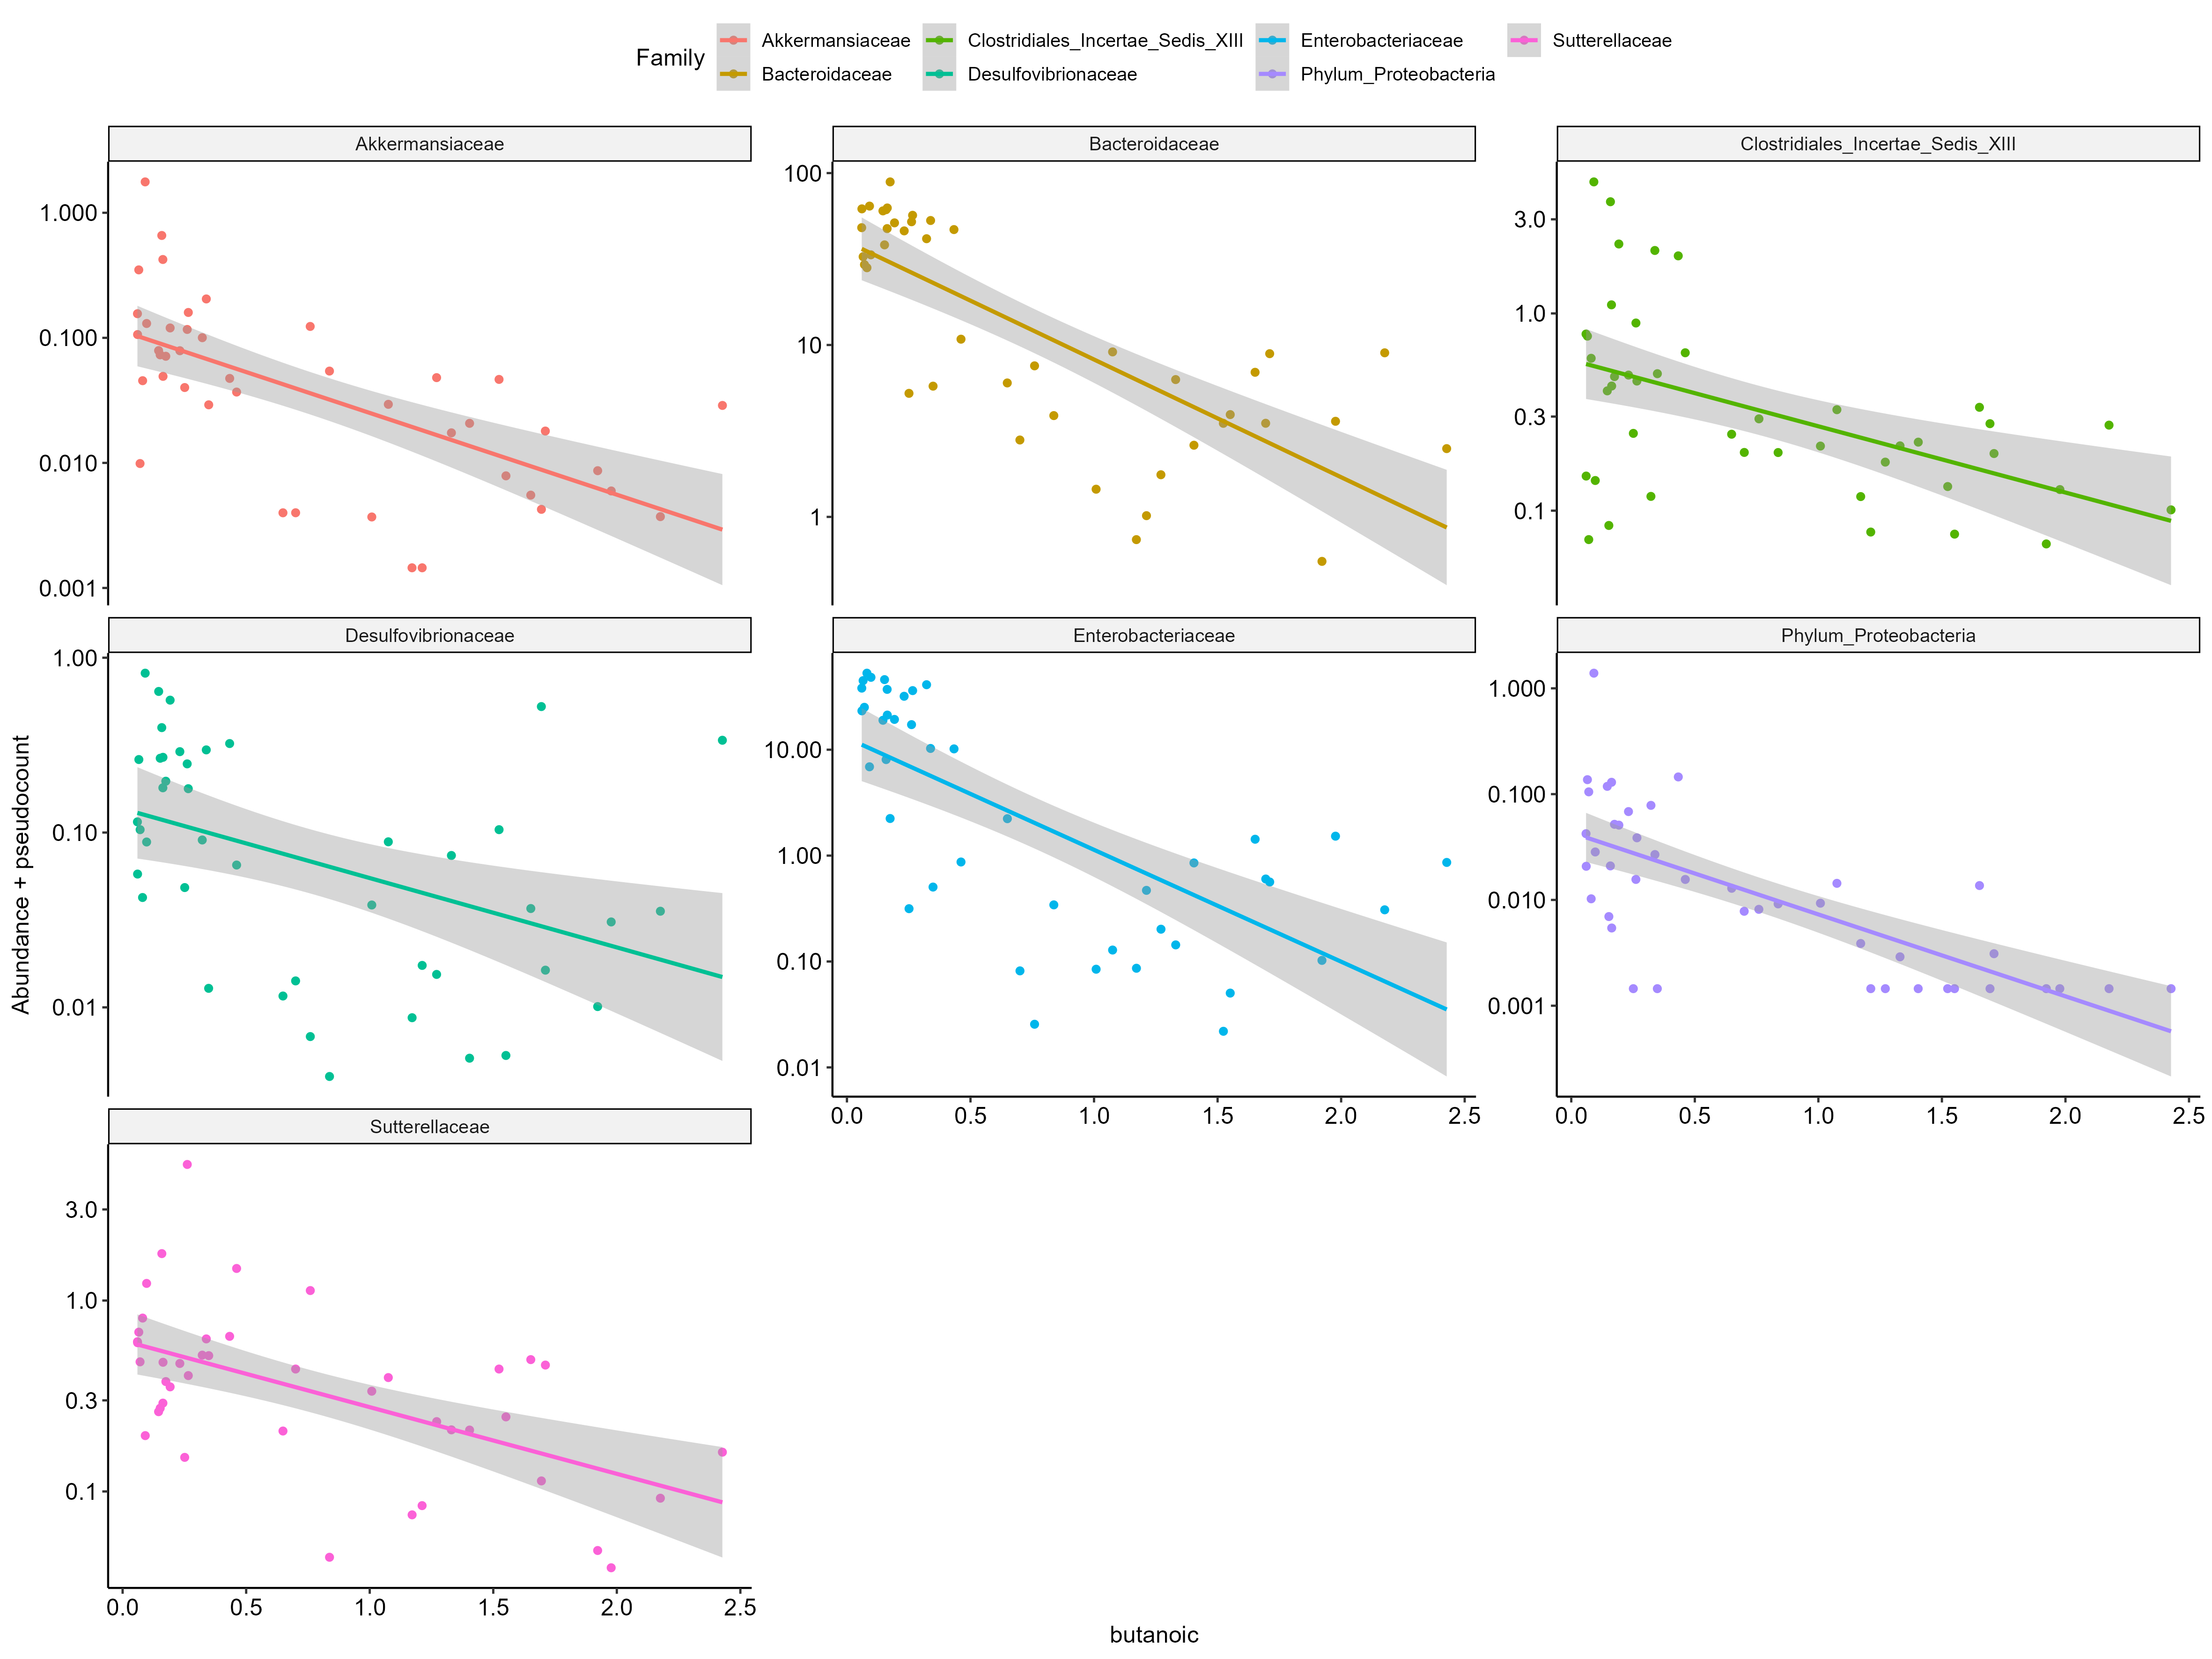 Family
Akkermansiaceae Clostridiales_Incertae_Sedis_XIII Enterobacteriaceae Sutterellaceae
Bacteroidaceae Desulfovibrionaceae Phylum_Proteobacteria
Akkermansiaceae Bacteroidaceae Clostridiales_Incertae_Sedis_XIII
1.000
0.100
0.010
0.001
100
10
1
3.0
1.0
0.3
0.1
Desulfovibrionaceae Enterobacteriaceae Phylum_Proteobacteria
1.00
0.10
0.01
10.00
1.00
0.10
0.01
0.0 0.5 1.0 1.5 2.0 2.5
1.000
0.100
0.010
0.001
0.0 0.5 1.0 1.5 2.0 2.5
Abundance + pseudocount
Sutterellaceae
3.0
1.0
0.3
0.1
0.0 0.5 1.0 1.5 2.0 2.5
butanoic